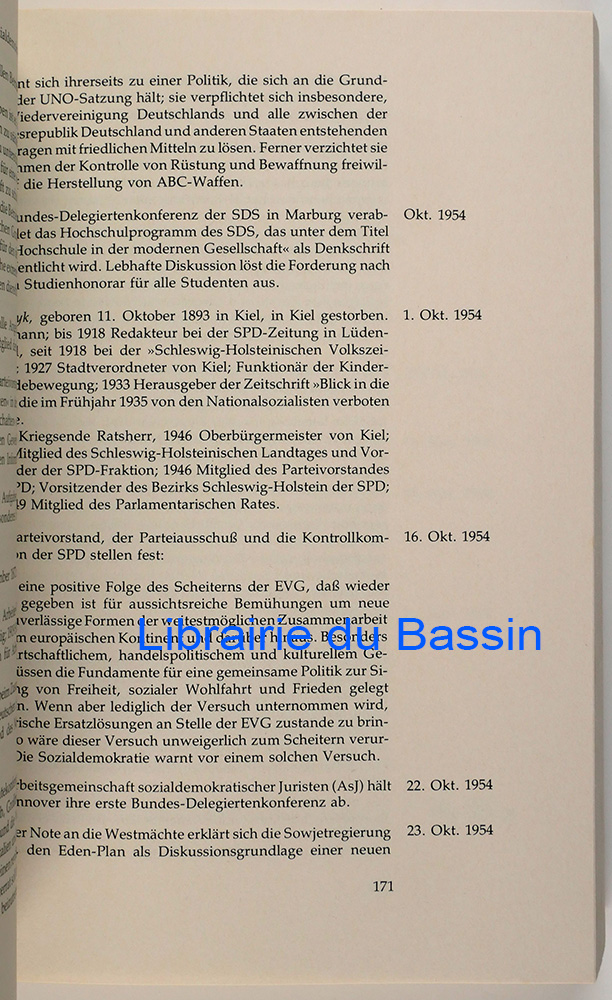 nt sich ihrerseits zu einer Politik, die sich an die Grund-
der UNO-Satzung hält; sie verpflichtet sich insbesondere,
iedervereinigung Deutschlands und alle zwischen der
esrepublik Deutschland und anderen Staaten entstehenden
ragen mit friedlichen Mitteln zu lösen. Ferner verzichtet sie
hmen der Kontrolle von Rüstung und Bewaffnung freiwil-
f die Herstellung von ABC-Waffen.
undes-Delegiertenkonferenz der SDS in Marburg verab- Okt. 1954
det das Hochschulprogramm des SDS, das unter dem Titel
Hochschule in der modernen Gesellschaft« als Denkschrift
entlicht wird. Lebhafte Diskussion löst die Forderung nach
Studienhonorar für alle Studenten aus.
yk, geboren 11. Oktober 1893 in Kiel, in Kiel gestorben. 1. Okt. 1954
mann; bis 1918 Redakteur bei der SPD-Zeitung in Lüden-
, seit 1918 bei der »Schleswig-Holsteinischen Volkszei-
; 1927 Stadtverordneter von Kiel; Funktionär der Kinder-
debewegung; 1933 Herausgeber der Zeitschrift »Blick in die
die im Frühjahr 1935 von den Nationalsozialisten verboten
e.
Kriegsende Ratsherr, 1946 Oberbürgermeister von Kiel;
Mitglied des Schleswig-Holsteinischen Landtages und Vor-
der der SPD-Fraktion; 1946 Mitglied des Parteivorstandes
PD; Vorsitzender des Bezirks Schleswig-Holstein der SPD;
49 Mitglied des Parlamentarischen Rates.
arteivorstand, der Parteiausschuß und die Kontrollkom- 16. Okt. 1954
on der SPD stellen fest:
eine positive Folge des Scheiterns der EVG, daß wieder
gegeben ist für aussichtsreiche Bemühungen um neue
uverlässige Formen der weitestmöglichen Zusammenarbeit
m europäischen Kontinent und darüber hinaus. Besonders
Librairie du Bassin
rtschaftlichem, handelspolitischem und kulturellem Ge-
üssen die Fundamente für eine gemeinsame Politik zur Si-
ng von Freiheit, sozialer Wohlfahrt und Frieden gelegt
n. Wenn aber lediglich der Versuch unternommen wird,
rische Ersatzlösungen an Stelle der EVG zustande zu brin-
o wäre dieser Versuch unweigerlich zum Scheitern verur-
Die Sozialdemokratie warnt vor einem solchen Versuch.
rbeitsgemeinschaft sozialdemokratischer Juristen (AsJ) hält 22. Okt. 1954
nnover ihre erste Bundes-Delegiertenkonferenz ab.
er Note an die Westmächte erklärt sich die Sowjetregierung 23. Okt. 1954
den Eden-Plan als Diskussionsgrundlage einer neuen
171